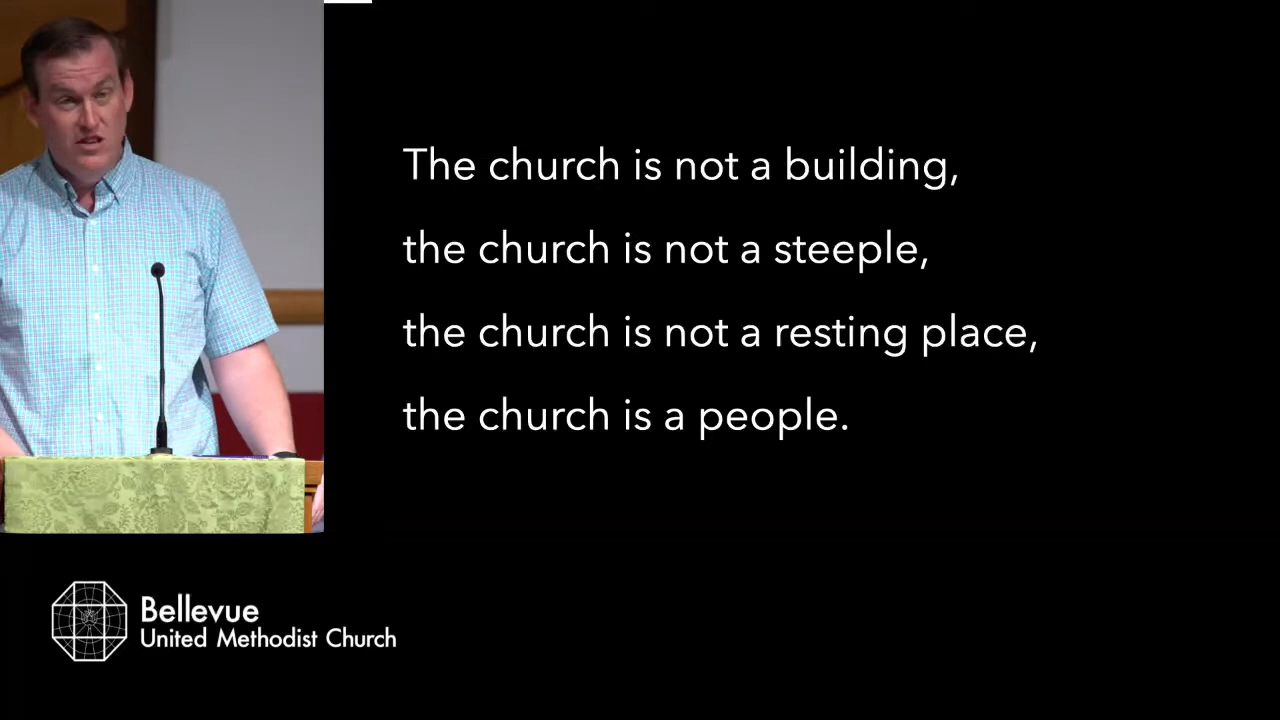 The church is not a building,
the church is not a steeple,
the church is not a resting place,
the church is a people.
Bellevue
United Methodist Church